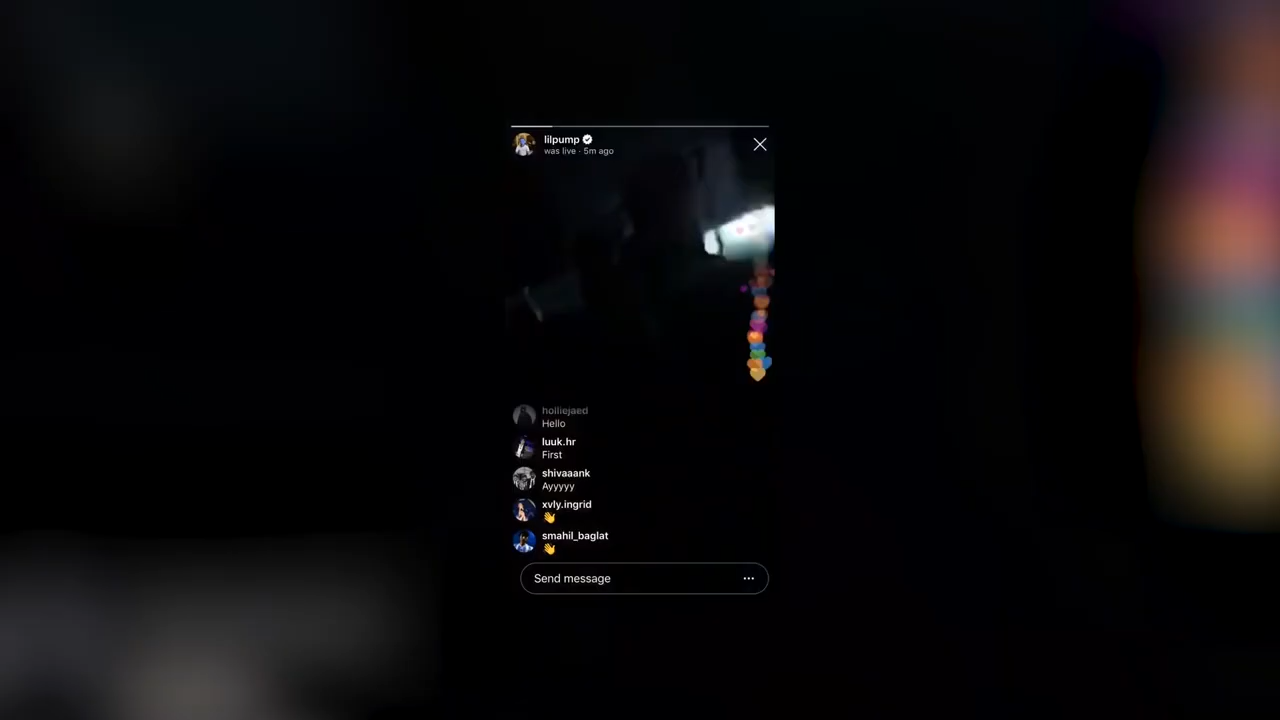 lilpump
was live · 5m ago
holliejaed
Hello
luuk.hr
First
shivaaank
Ayyyyy
xvly.ingrid
👋
smahil_baglat
👋
Send message